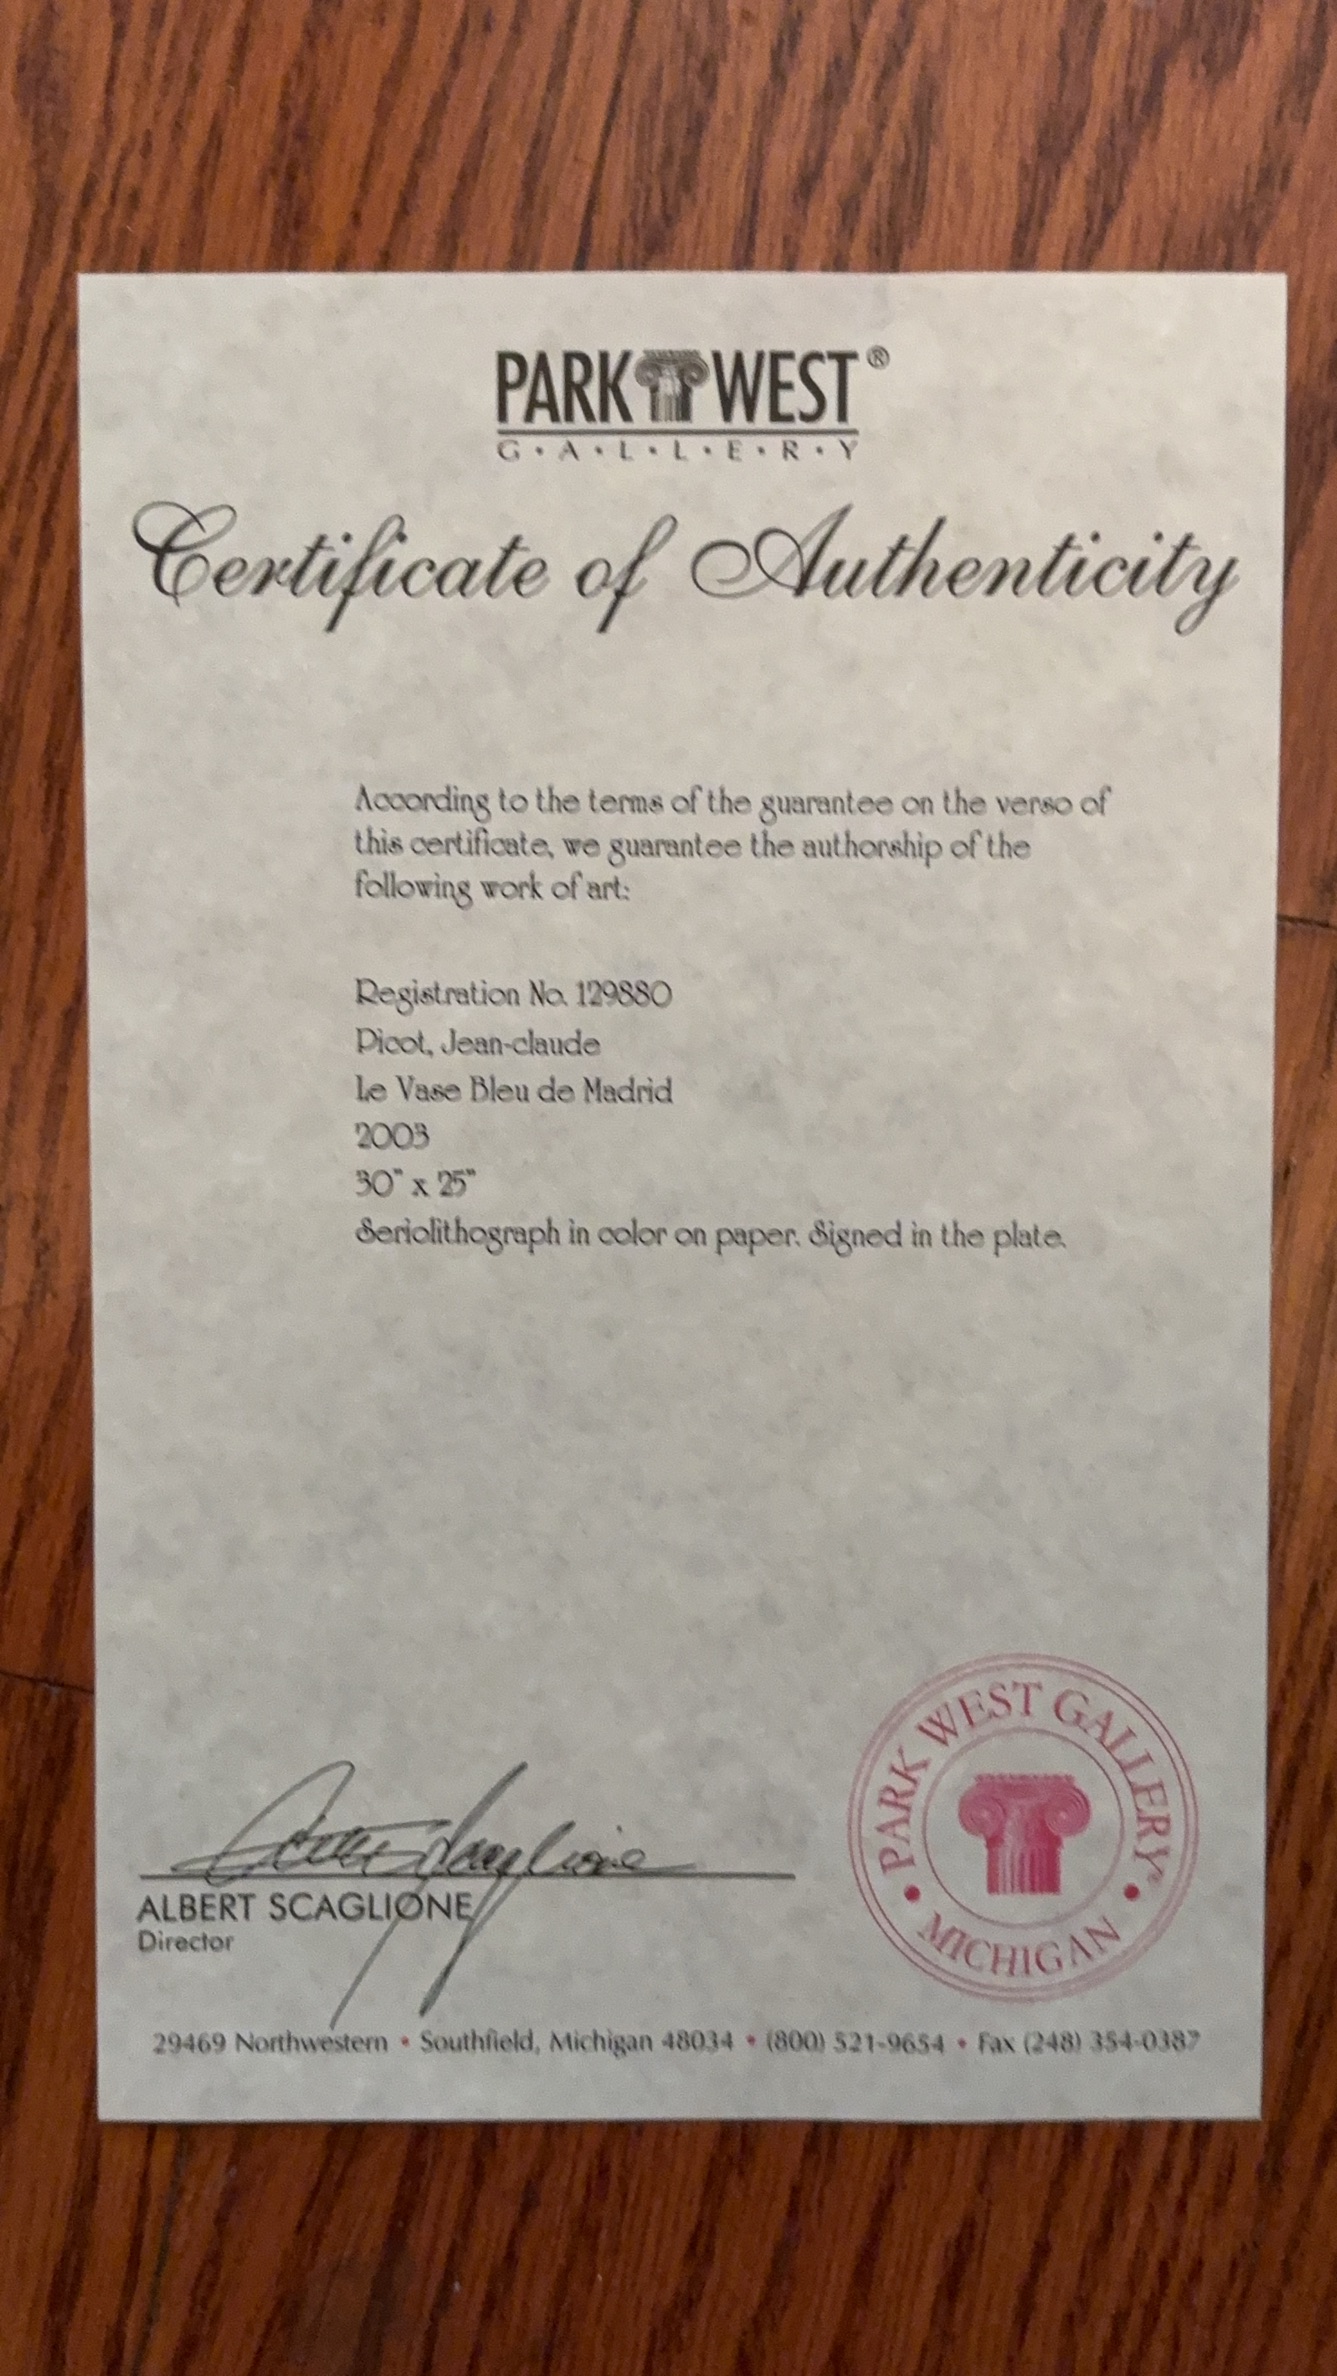 PARK WEST ®
G·A·L·L·E·R·Y
Certificate of Authenticity
According to the terms of the guarantee on the verso of
this certificate, we guarantee the authorship of the
following work of art:
Registration No. 129880
Picot, Jean-claude
Le Vase Bleu de Madrid
2003
30" x 25"
Seriolithograph in color on paper. Signed in the plate.
Albert Scaglione
ALBERT SCAGLIONE
Director
PARK WEST GALLERY
• MICHIGAN •
29469 Northwestern • Southfield, Michigan 48034 • (800) 521-9654 • Fax (248) 354-0387